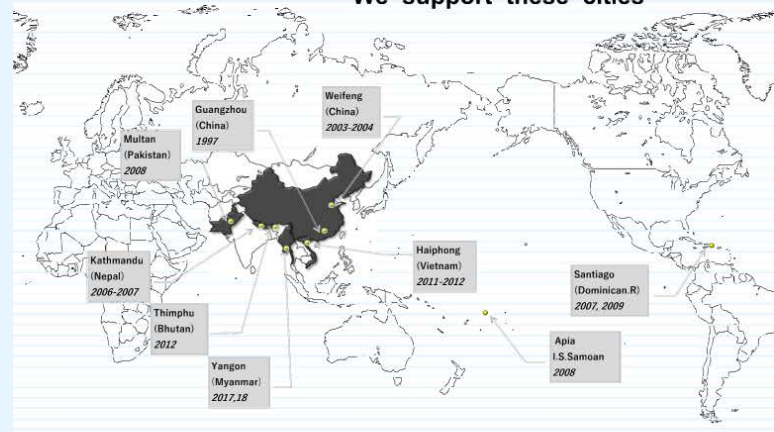 We support these cities
Weifeng
(China)
2003-2004
Guangzhou
(China)
1997
Multan
(Pakistan)
2008
Kathmandu
(Nepal)
2006-2007
Haiphong
(Vietnam)
2011-2012
Santiago
(Dominican.R)
2007, 2009
Thimphu
(Bhutan)
2012
Apia
I.S.Samoan
2008
Yangon
(Myanmar)
2017,18